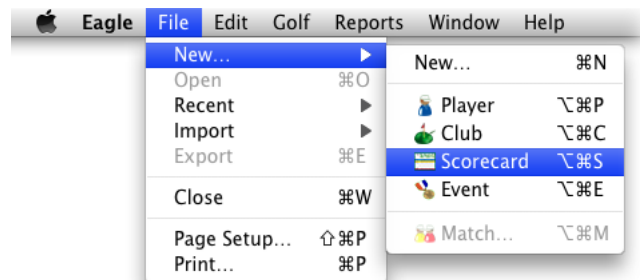 Eagle File Edit Golf Reports Window Help
New...
Open ⌘O
Recent
Import
Export ⌘E
Close ⌘W
Page Setup... ⇧⌘P
Print... ⌘P
New... ⌘N
Player ⌥⌘P
Club ⌥⌘C
Scorecard ⌥⌘S
Event ⌥⌘E
Match... ⌥⌘M